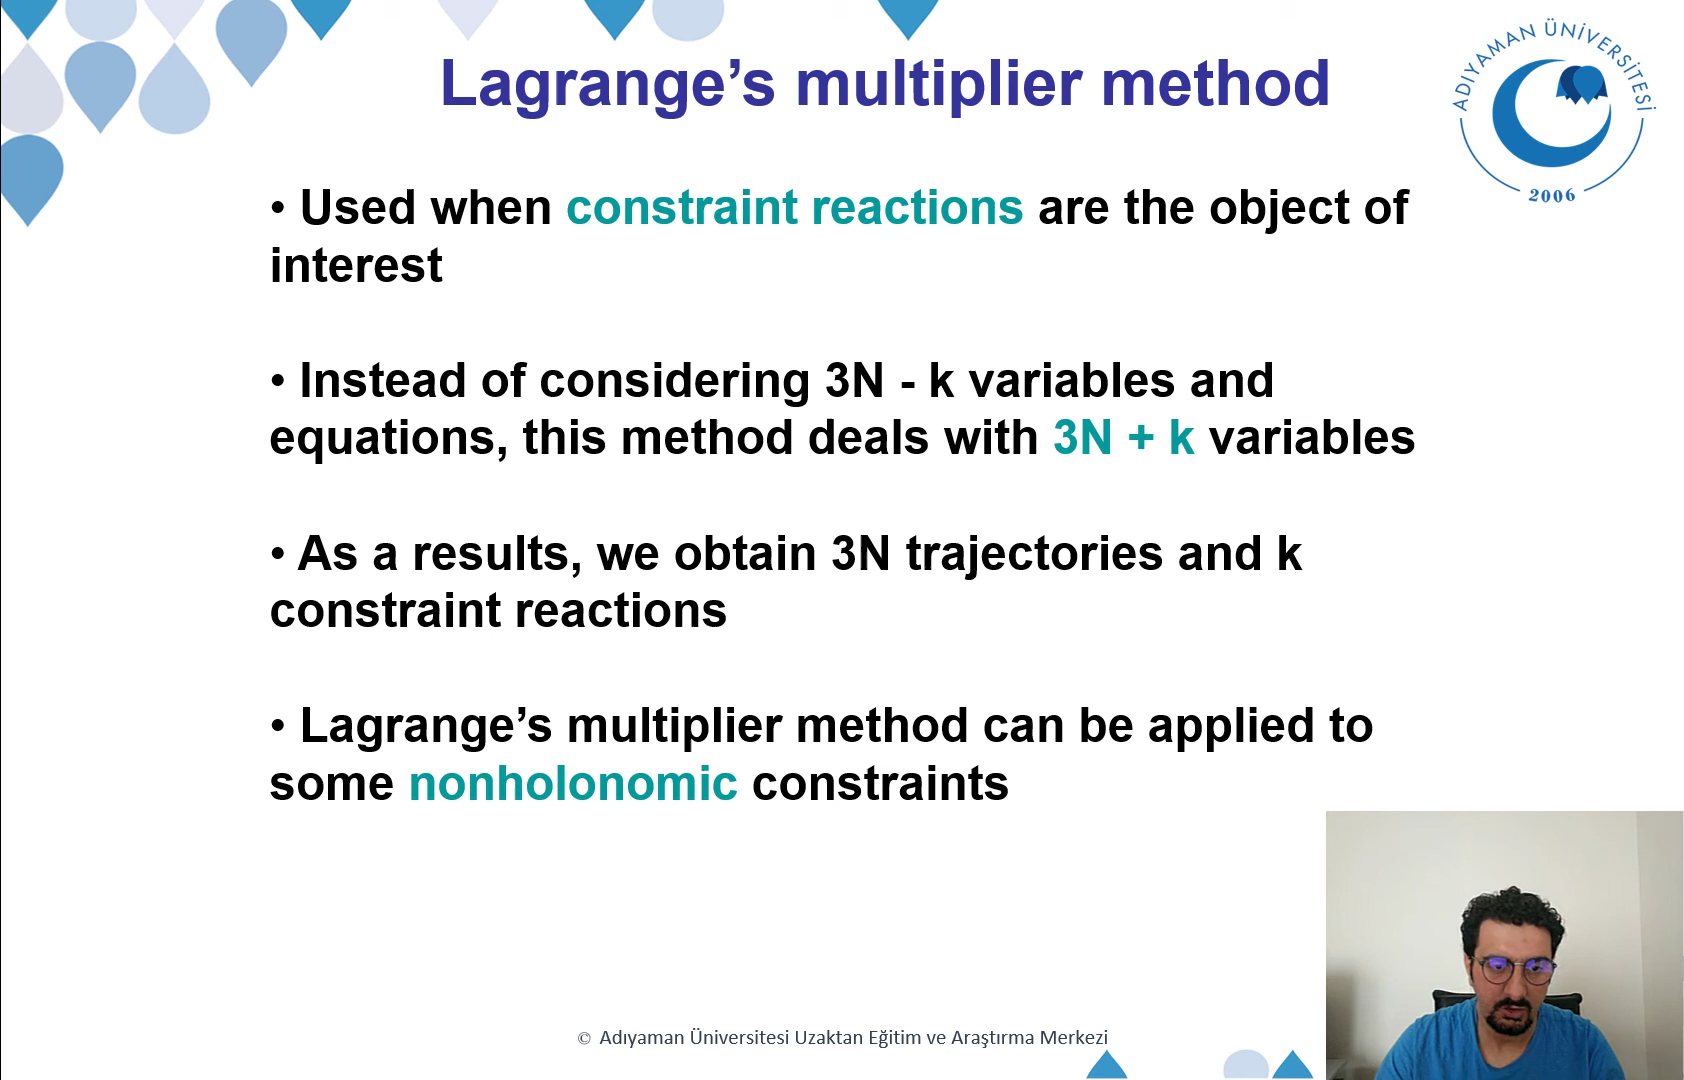 Lagrange’s multiplier method
ADIYAMAN ÜNİVERSİTESİ
2006
• Used when constraint reactions are the object of
interest
• Instead of considering 3N - k variables and
equations, this method deals with 3N + k variables
• As a results, we obtain 3N trajectories and k
constraint reactions
• Lagrange’s multiplier method can be applied to
some nonholonomic constraints
© Adıyaman Üniversitesi Uzaktan Eğitim ve Araştırma Merkezi